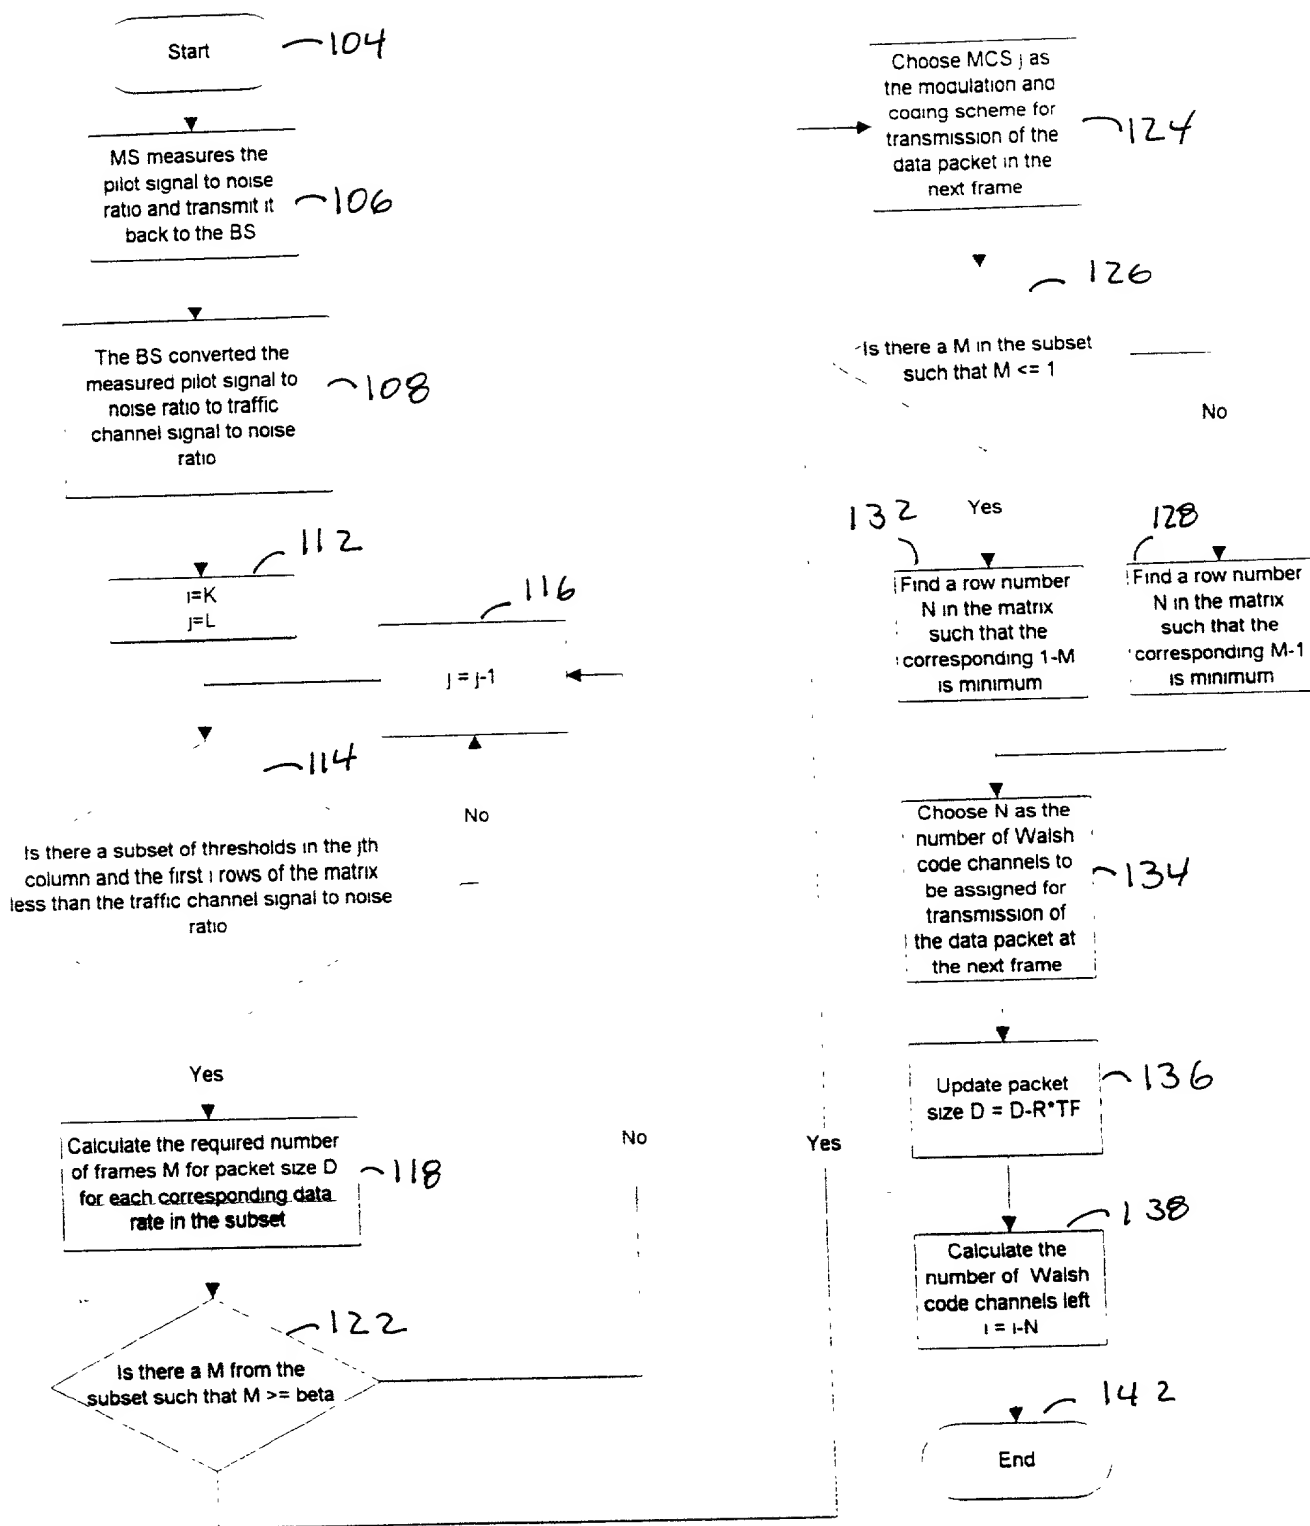 Start
104
MS measures the
pilot signal to noise
ratio and transmit it
back to the BS
106
The BS converted the
measured pilot signal to
noise ratio to traffic
channel signal to noise
ratio
108
112
i=K
j=L
116
j = j-1
114
No
Is there a subset of thresholds in the jth
column and the first i rows of the matrix
less than the traffic channel signal to noise
ratio
Yes
Calculate the required number
of frames M for packet size D
for each corresponding data
rate in the subset
118
No
Yes
122
Is there a M from the
subset such that M >= beta
Choose MCS j as
the modulation and
coding scheme for
transmission of the
data packet in the
next frame
124
126
Is there a M in the subset
such that M <= 1
No
Yes
132
Find a row number
N in the matrix
such that the
corresponding 1-M
is minimum
128
Find a row number
N in the matrix
such that the
corresponding M-1
is minimum
Choose N as the
number of Walsh
code channels to
be assigned for
transmission of
the data packet at
the next frame
134
Update packet
size D = D-R*TF
136
138
Calculate the
number of Walsh
code channels left
i = i-N
142
End